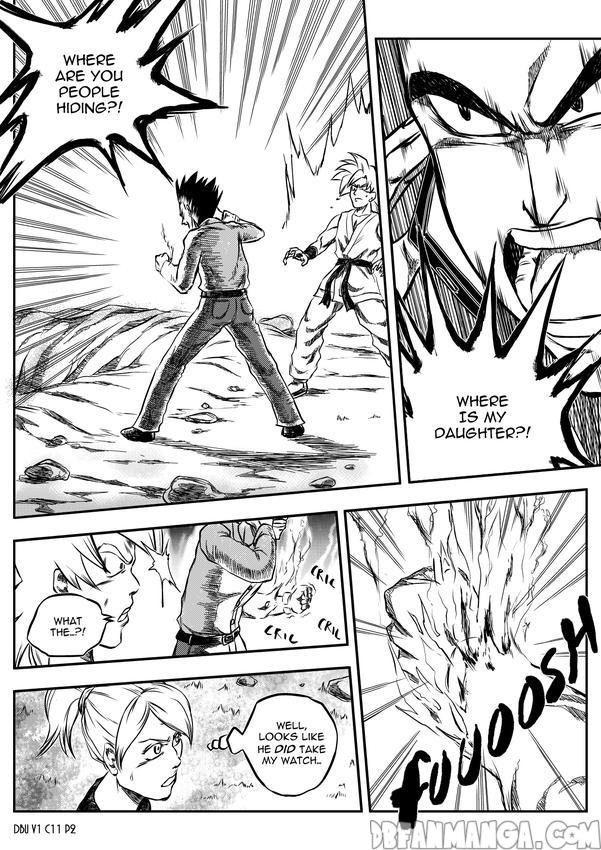 WHERE
ARE YOU
PEOPLE
HIDING?!
WHERE
IS MY
DAUGHTER?!
WHAT
THE...?!
CRIC
CRIC
CRIC
FUUOOSH
WELL,
LOOKS LIKE
HE DID TAKE
MY WATCH...
DBU V1 C11 P2
DBFANMANGA.COM